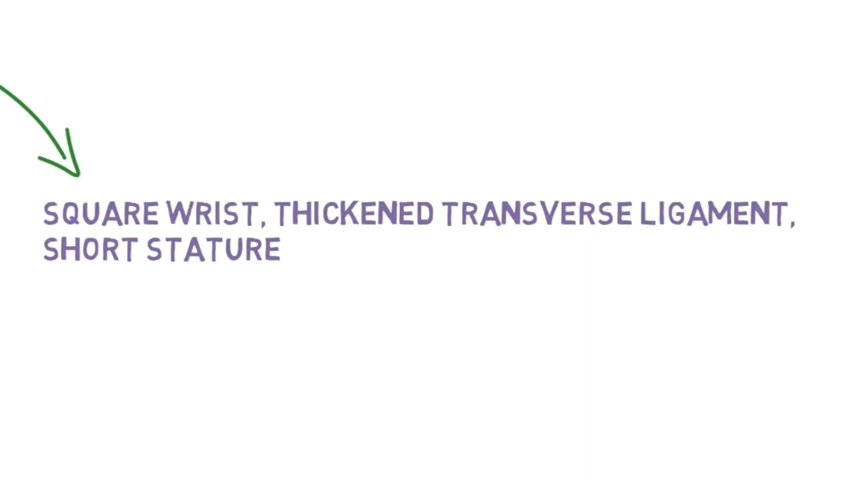 SQUARE WRIST, THICKENED TRANSVERSE LIGAMENT,
SHORT STATURE